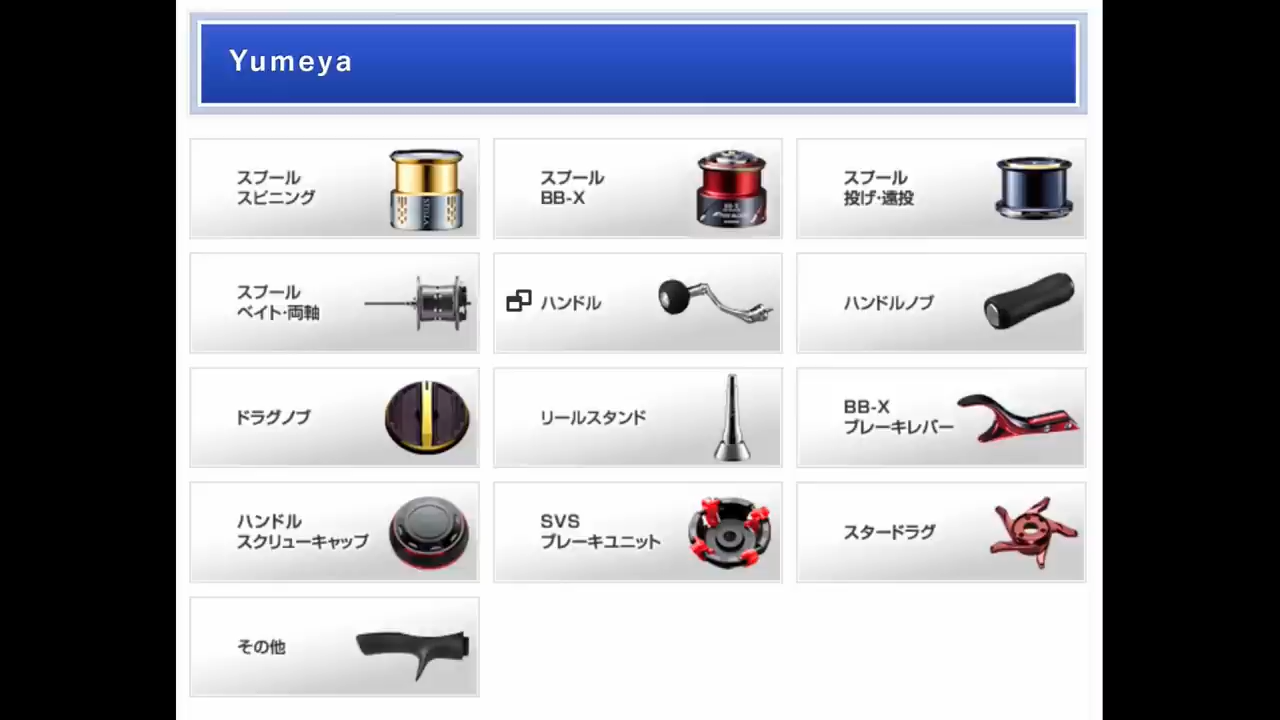 Yumeya
スプール
スピニング
スプール
BB-X
スプール
投げ・遠投
スプール
ベイト・両軸
ハンドル
ハンドルノブ
ドラグノブ
リールスタンド
BB-X
ブレーキレバー
ハンドル
スクリューキャップ
SVS
ブレーキユニット
スタードラグ
その他